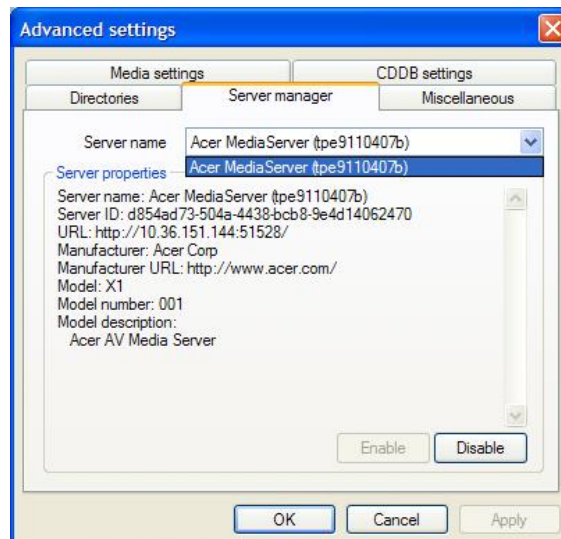 Advanced settings
Media settings
CDDB settings
Directories
Server manager
Miscellaneous
Server name
Acer MediaServer (tpe9110407b)
Acer MediaServer (tpe9110407b)
Server properties
Server name: Acer MediaServer (tpe9110407b)
Server ID: d854ad73-504a-4438-bcb8-9e4d14062470
URL: http://10.36.151.144:51528/
Manufacturer: Acer Corp
Manufacturer URL: http://www.acer.com/
Model: X1
Model number: 001
Model description:
Acer AV Media Server
Enable
Disable
OK
Cancel
Apply